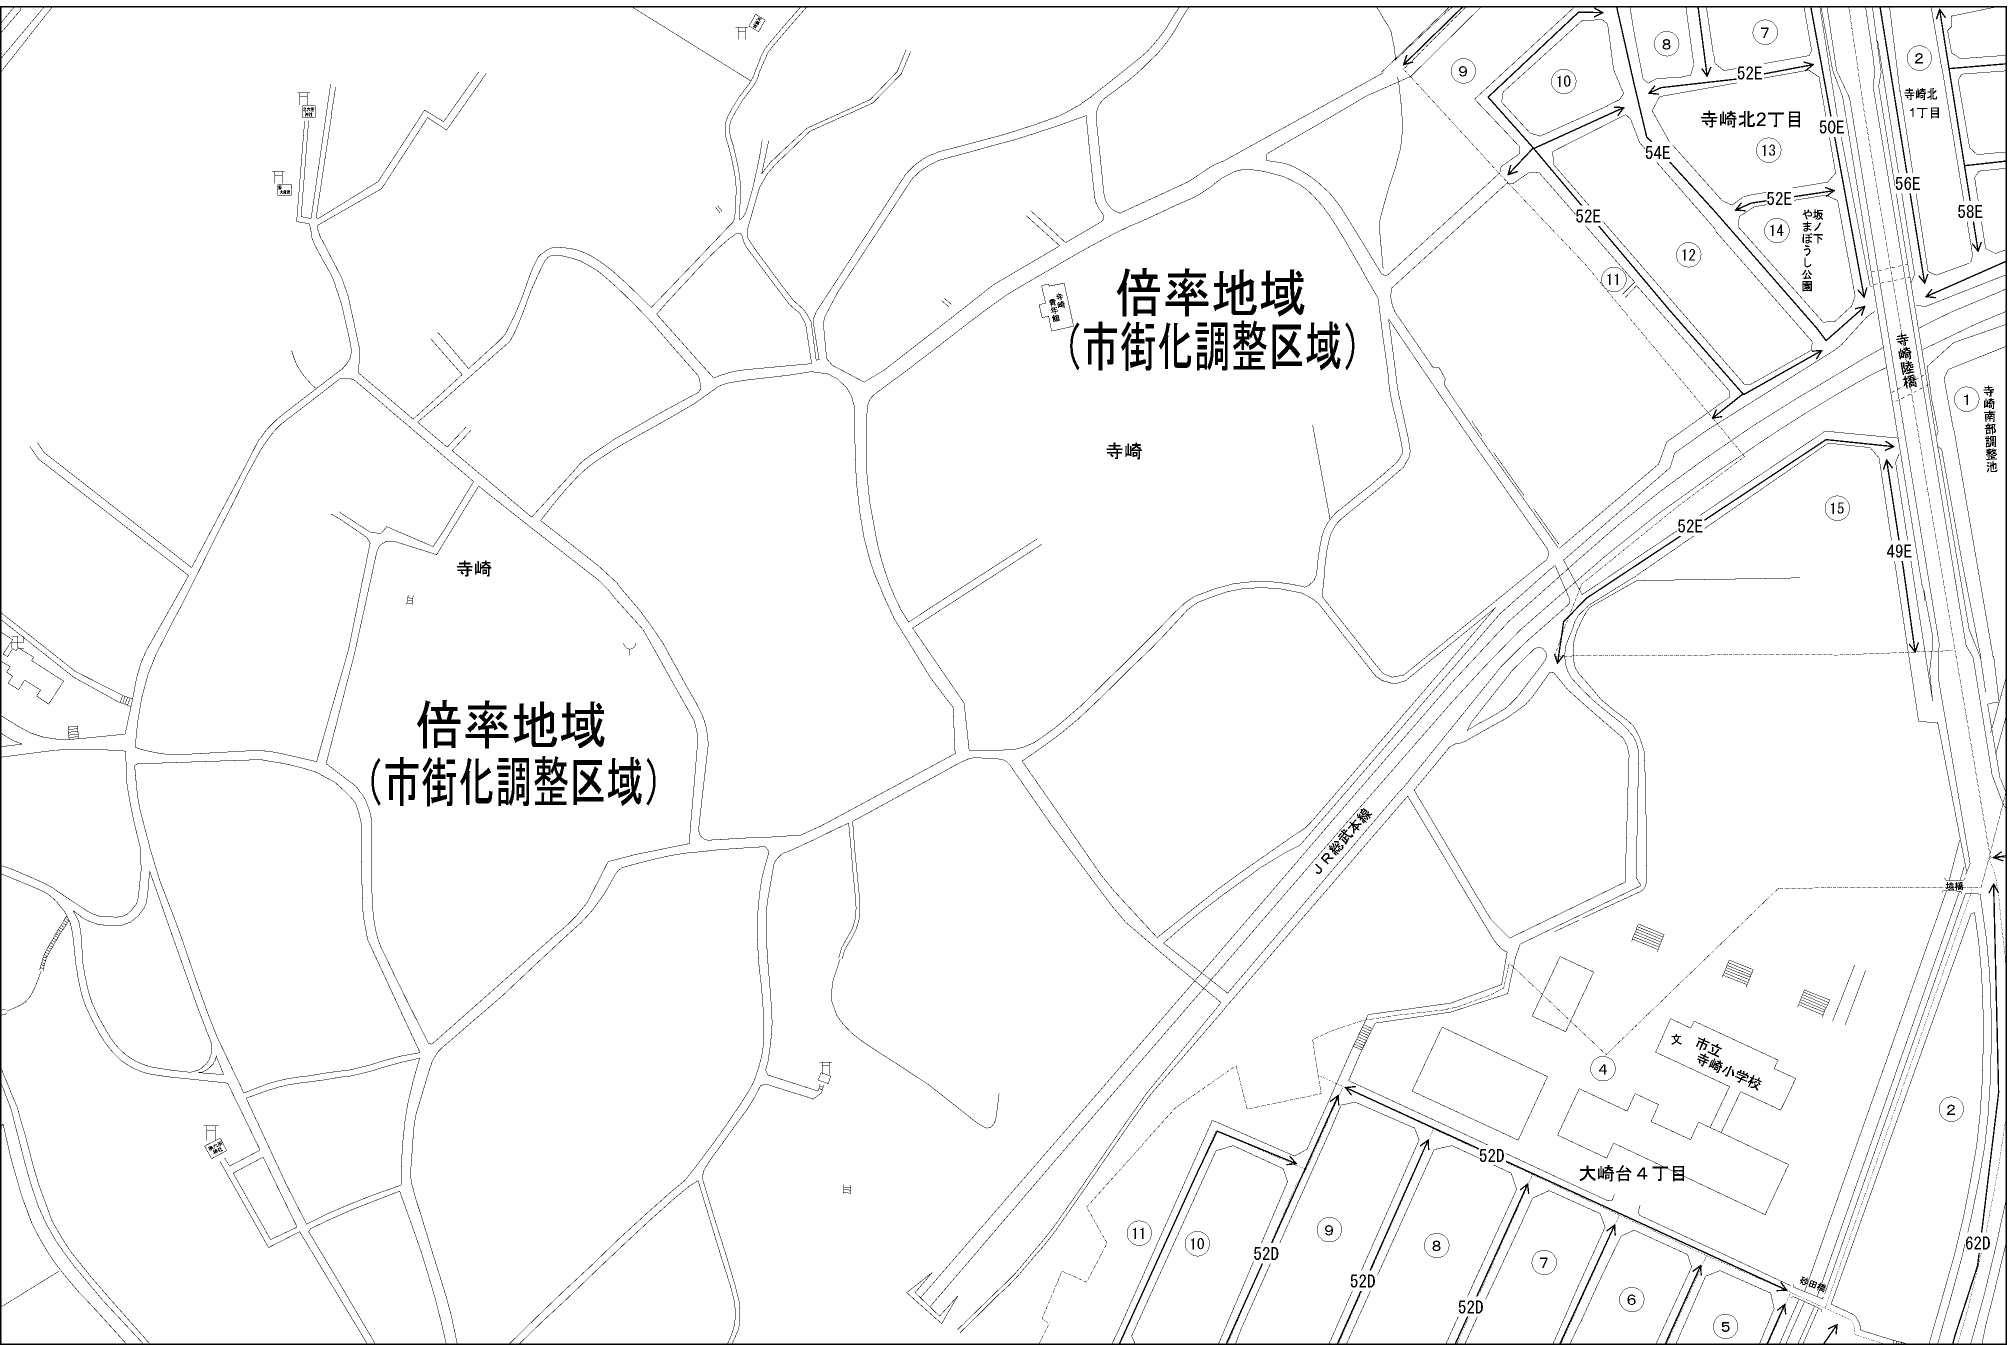 ⑧
⑦
②
⑨
⑩
52E
寺崎北
1丁目
寺崎北2丁目
50E
⑬
54E
56E
52E
58E
52E
⑭
坂ノ下
やまぼうし公園
⑫
⑪
倍率地域
(市街化調整区域)
寺崎
青年館
寺崎陸橋
①
寺崎南部調整池
寺崎
⑮
52E
49E
寺崎
倍率地域
(市街化調整区域)
JR総武本線
④
文
市立
寺崎小学校
②
52D
大崎台4丁目
⑪
⑩
⑨
⑧
⑦
⑥
⑤
52D
52D
52D
62D
砂田橋